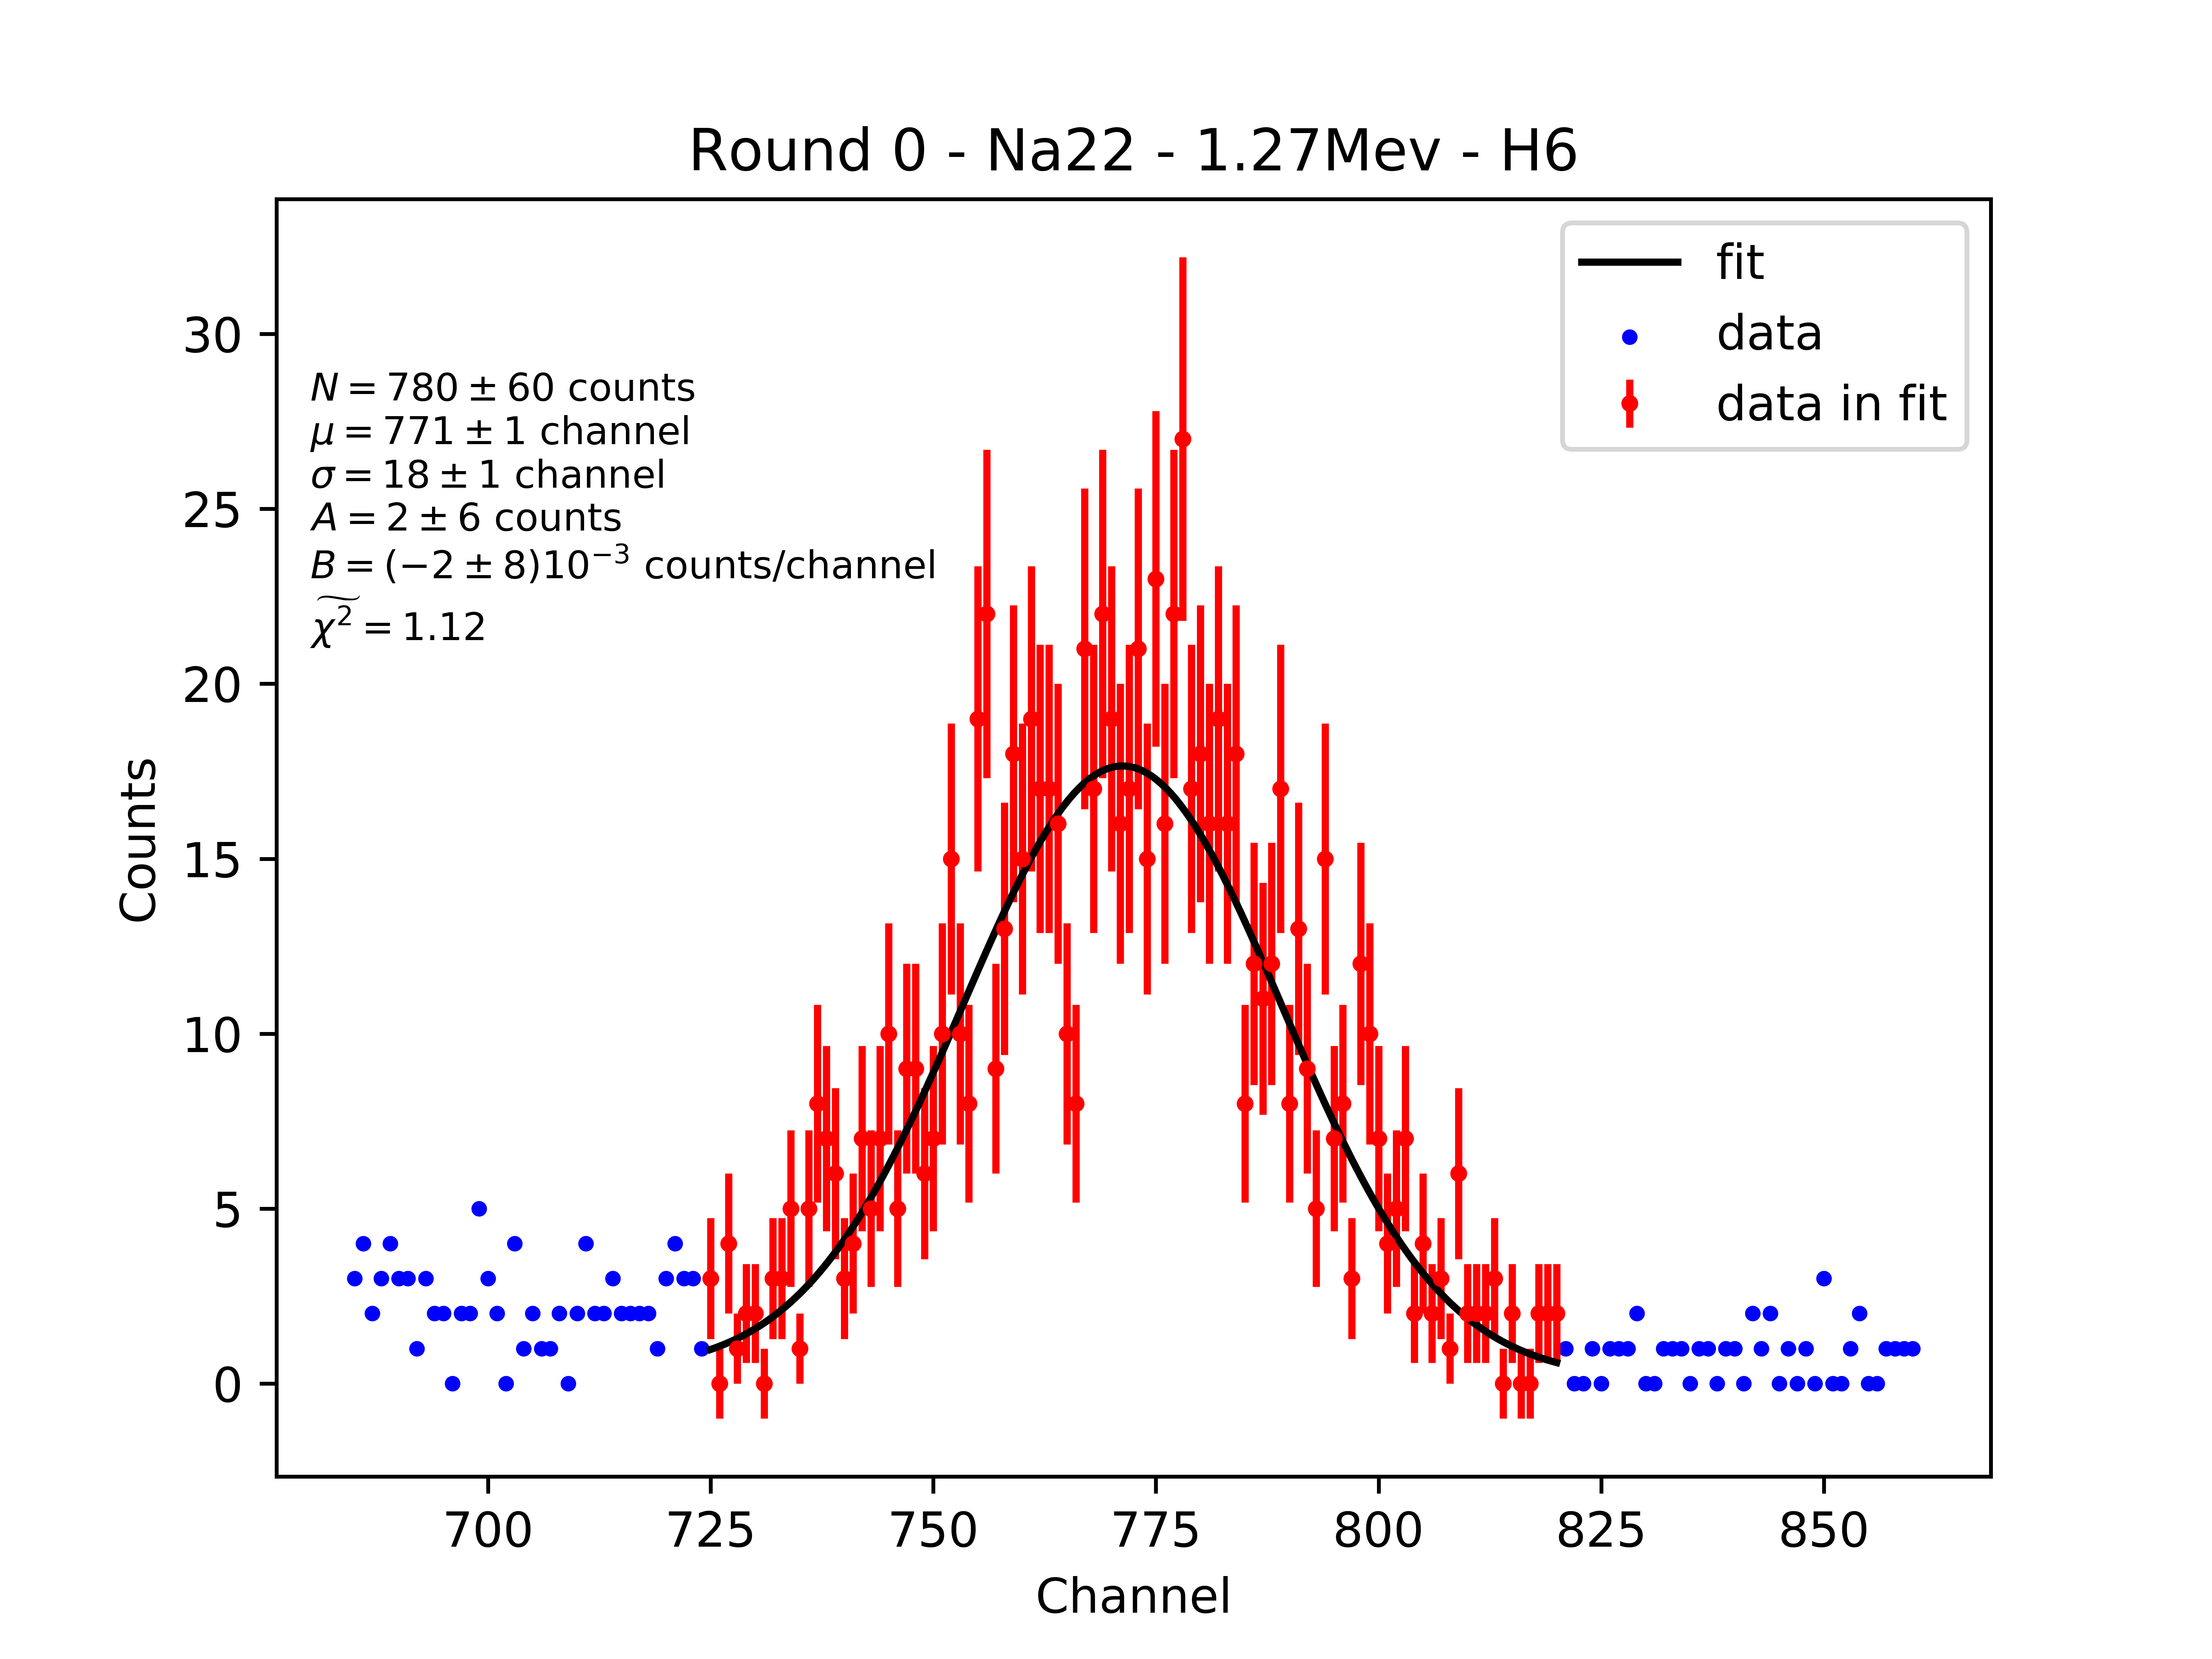 Round 0 - Na22 - 1.27Mev - H6
fit
data
data in fit
N = 780 ± 60 counts
μ = 771 ± 1 channel
σ = 18 ± 1 channel
A = 2 ± 6 counts
B = (−2 ± 8)10⁻³ counts/channel
χ̃² = 1.12
Counts
30
25
20
15
10
5
0
700 725 750 775 800 825 850
Channel